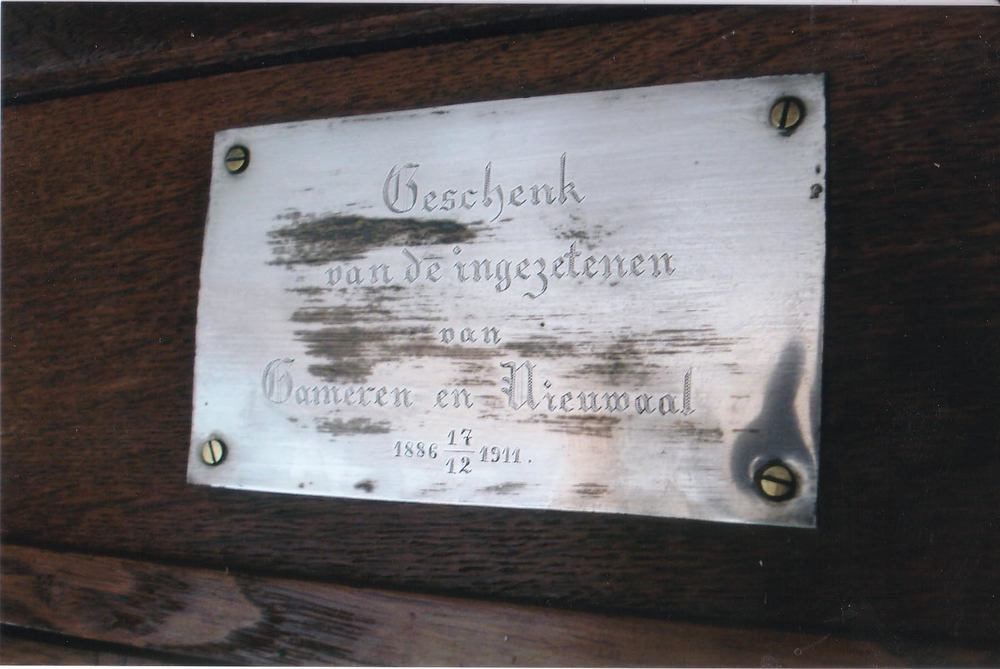 Geschenk
van de ingezetenen
van
Gameren en Nieuwaal
1886 17/12 1911.